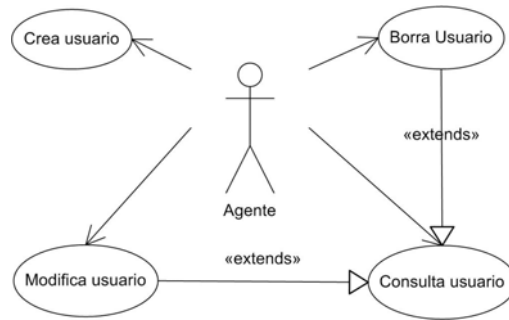 Crea usuario
Borra Usuario
«extends»
Agente
«extends»
Modifica usuario
Consulta usuario